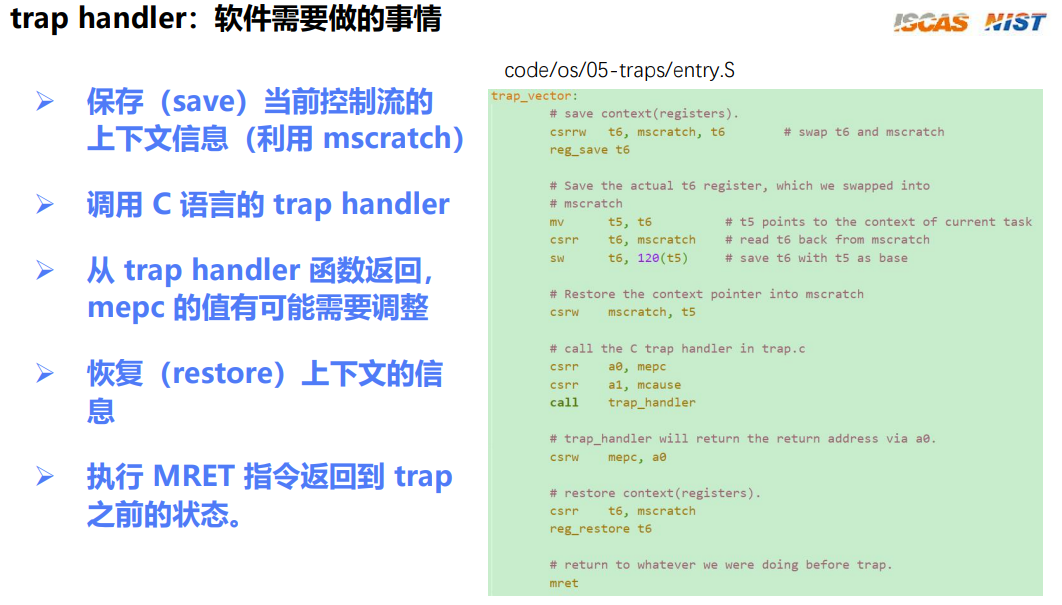 trap handler：软件需要做的事情
ISCAS NIST
保存（save）当前控制流的
上下文信息（利用 mscratch）
调用 C 语言的 trap handler
从 trap handler 函数返回，
mepc 的值有可能需要调整
恢复（restore）上下文的信
息
执行 MRET 指令返回到 trap
之前的状态。
code/os/05-traps/entry.S
trap_vector:
# save context(registers).
csrrw t6, mscratch, t6 # swap t6 and mscratch
reg_save t6
# Save the actual t6 register, which we swapped into
# mscratch
mv t5, t6 # t5 points to the context of current task
csrr t6, mscratch # read t6 back from mscratch
sw t6, 120(t5) # save t6 with t5 as base
# Restore the context pointer into mscratch
csrw mscratch, t5
# call the C trap handler in trap.c
csrr a0, mepc
csrr a1, mcause
call trap_handler
# trap_handler will return the return address via a0.
csrw mepc, a0
# restore context(registers).
csrr t6, mscratch
reg_restore t6
# return to whatever we were doing before trap.
mret